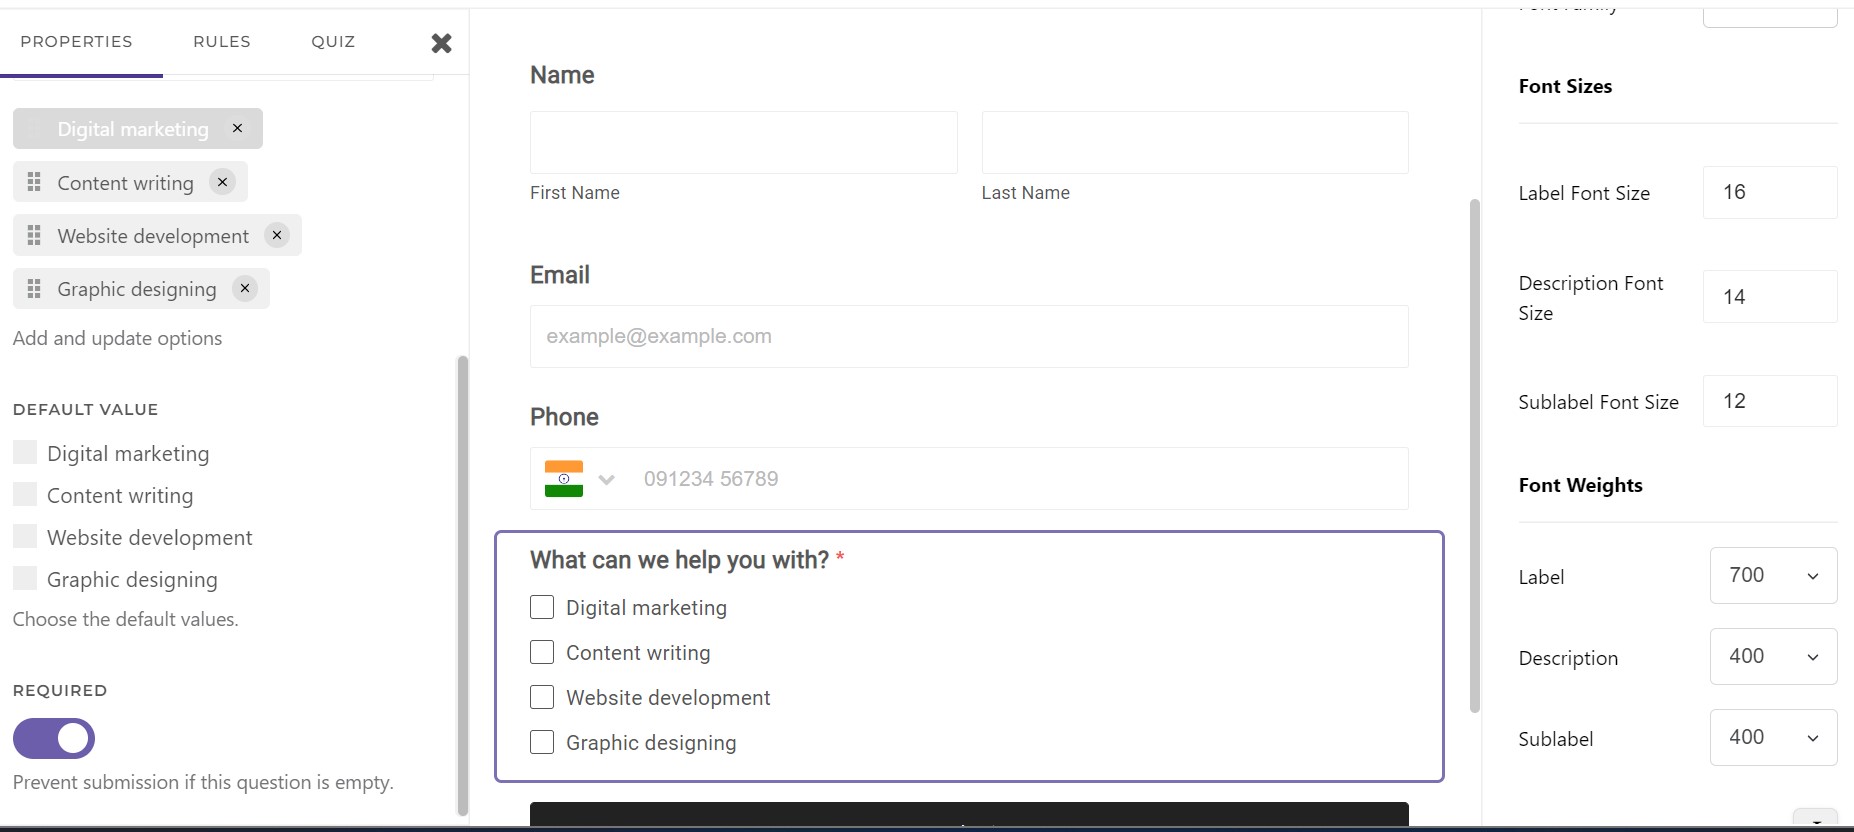 PROPERTIES RULES QUIZ
Digital marketing
Content writing
Website development
Graphic designing
Add and update options
DEFAULT VALUE
Digital marketing
Content writing
Website development
Graphic designing
Choose the default values.
REQUIRED
Prevent submission if this question is empty.
Name
First Name Last Name
Email
example@example.com
Phone
091234 56789
What can we help you with? *
Digital marketing
Content writing
Website development
Graphic designing
Font Sizes
Label Font Size 16
Description Font
Size 14
Sublabel Font Size 12
Font Weights
Label 700
Description 400
Sublabel 400